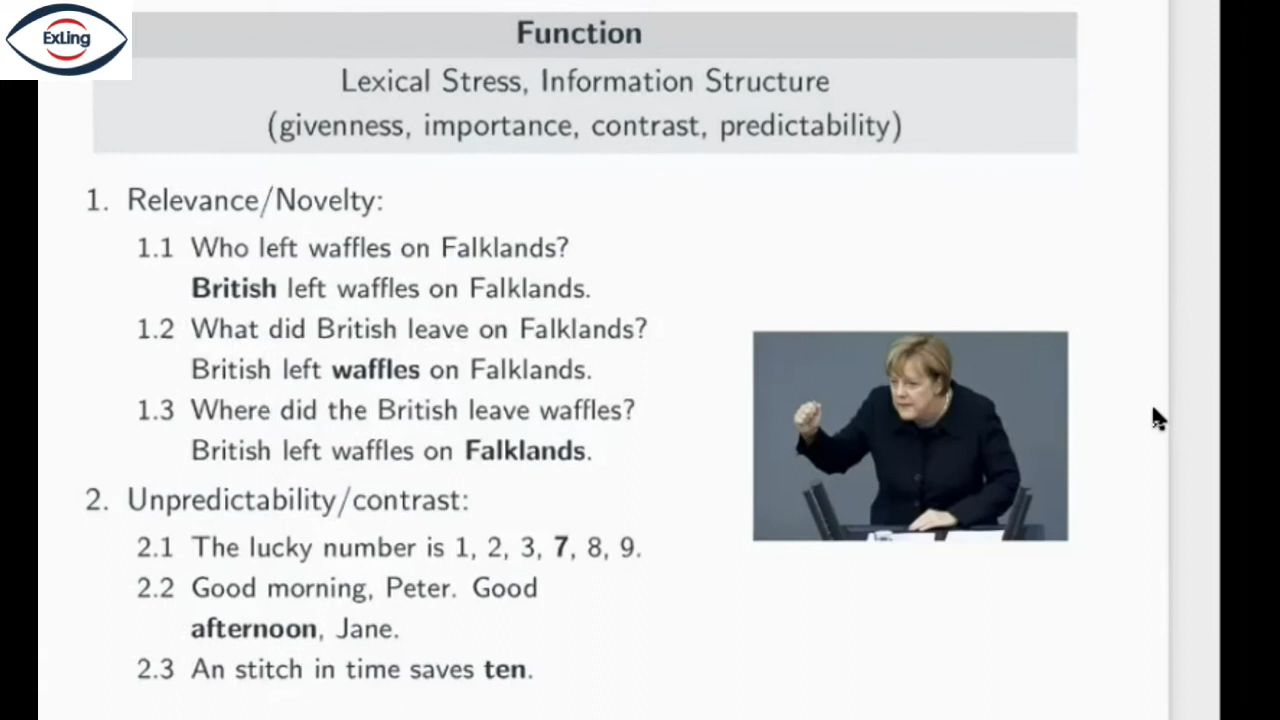 ExLing
Function
Lexical Stress, Information Structure
(givenness, importance, contrast, predictability)
1. Relevance/Novelty:
1.1 Who left waffles on Falklands?
British left waffles on Falklands.
1.2 What did British leave on Falklands?
British left waffles on Falklands.
1.3 Where did the British leave waffles?
British left waffles on Falklands.
2. Unpredictability/contrast:
2.1 The lucky number is 1, 2, 3, 7, 8, 9.
2.2 Good morning, Peter. Good
afternoon, Jane.
2.3 An stitch in time saves ten.